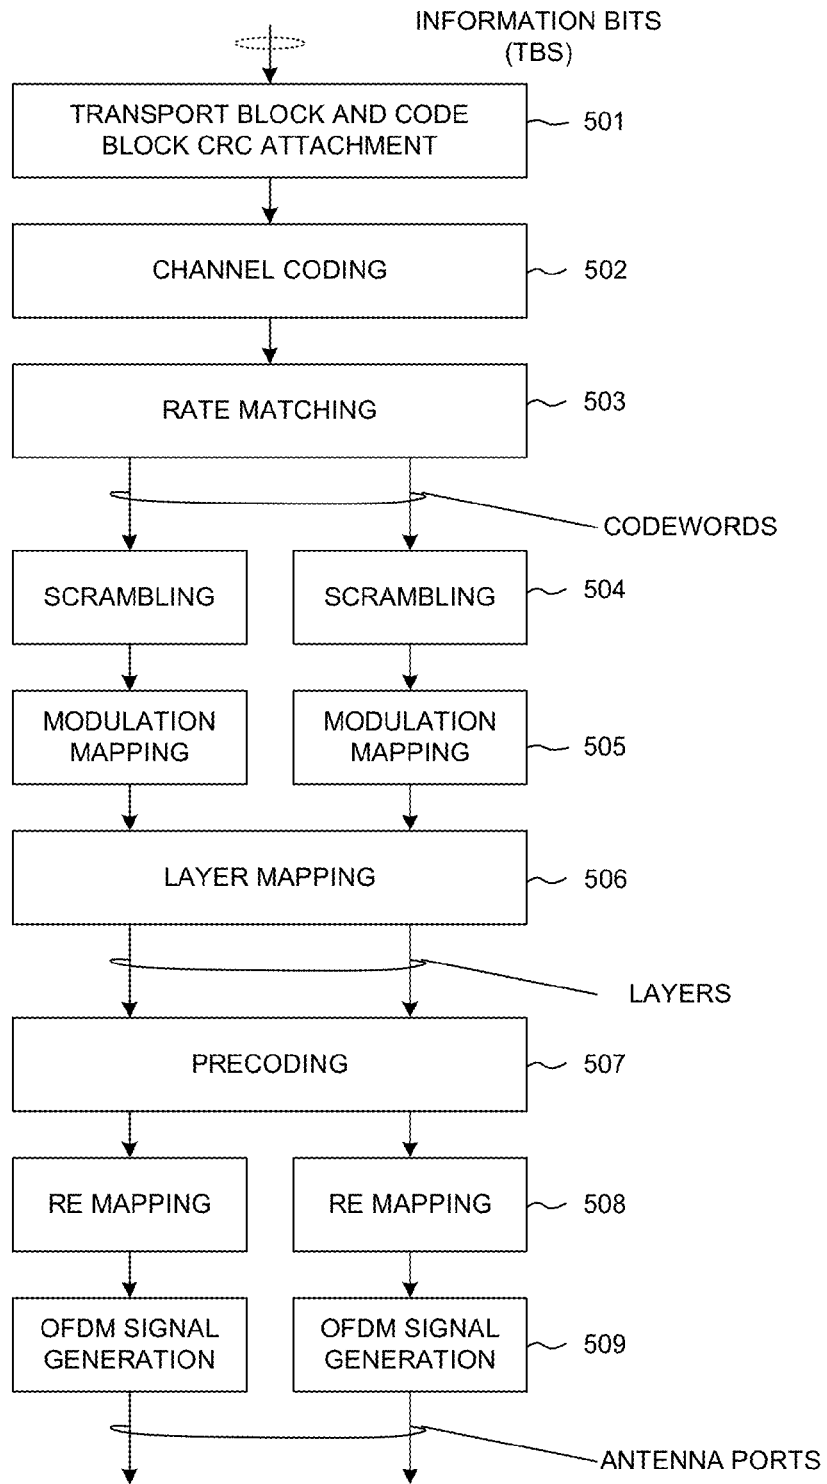 INFORMATION BITS
(TBS)
TRANSPORT BLOCK AND CODE
BLOCK CRC ATTACHMENT
501
CHANNEL CODING
502
RATE MATCHING
503
CODEWORDS
SCRAMBLING
SCRAMBLING
504
MODULATION
MAPPING
MODULATION
MAPPING
505
LAYER MAPPING
506
LAYERS
PRECODING
507
RE MAPPING
RE MAPPING
508
OFDM SIGNAL
GENERATION
OFDM SIGNAL
GENERATION
509
ANTENNA PORTS